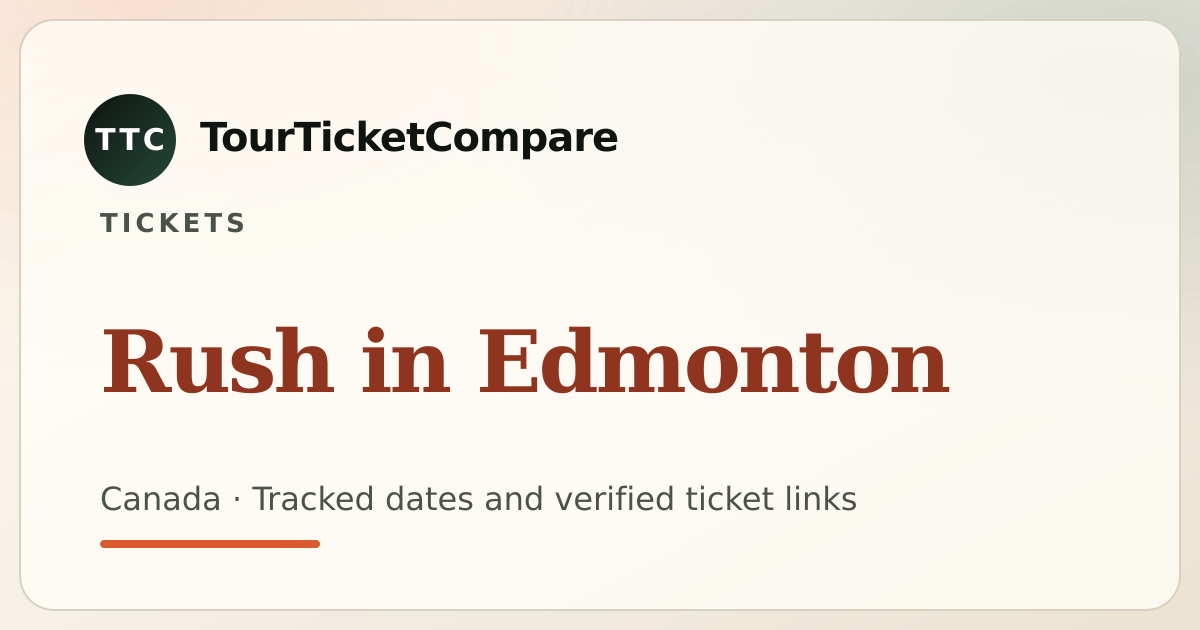 TTC TourTicketCompare
TICKETS
Rush in Edmonton
Canada · Tracked dates and verified ticket links